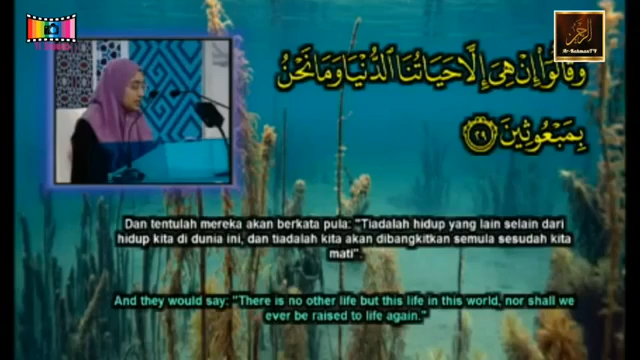 وَقَالُوٓا۟ إِنْ هِىَ إِلَّا حَيَاتُنَا ٱلدُّنْيَا وَمَا نَحْنُ
بِمَبْعُوثِينَ ٢٩
Dan tentulah mereka akan berkata pula: "Tiadalah hidup yang lain selain dari
hidup kita di dunia ini, dan tiadalah kita akan dibangkitkan semula sesudah kita
mati".
And they would say: "There is no other life but this life in this world, nor shall we
ever be raised to life again."
Ar-RahmanTV